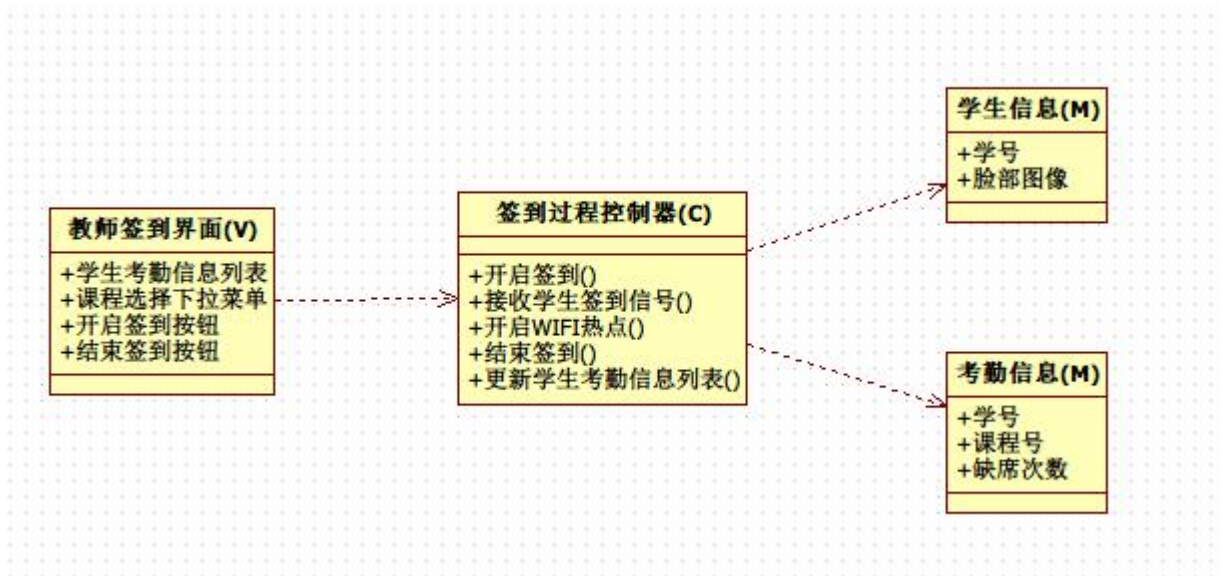 教师签到界面(V)
+学生考勤信息列表
+课程选择下拉菜单
+开启签到按钮
+结束签到按钮
签到过程控制器(C)
+开启签到()
+接收学生签到信号()
+开启WIFI热点()
+结束签到()
+更新学生考勤信息列表()
学生信息(M)
+学号
+脸部图像
考勤信息(M)
+学号
+课程号
+缺席次数